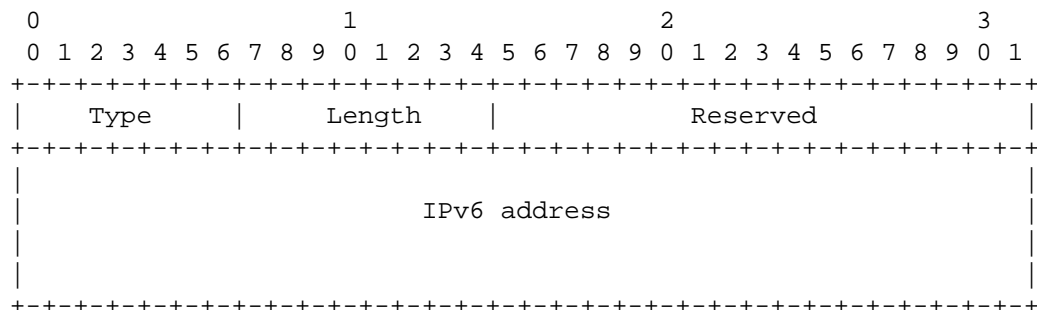 0                   1                   2                   3
 0 1 2 3 4 5 6 7 8 9 0 1 2 3 4 5 6 7 8 9 0 1 2 3 4 5 6 7 8 9 0 1
+-+-+-+-+-+-+-+-+-+-+-+-+-+-+-+-+-+-+-+-+-+-+-+-+-+-+-+-+-+-+-+-+
|    Type     |     Length    |            Reserved             |
+-+-+-+-+-+-+-+-+-+-+-+-+-+-+-+-+-+-+-+-+-+-+-+-+-+-+-+-+-+-+-+-+
|                                                               |
|                         IPv6 address                          |
|                                                               |
|                                                               |
+-+-+-+-+-+-+-+-+-+-+-+-+-+-+-+-+-+-+-+-+-+-+-+-+-+-+-+-+-+-+-+-+